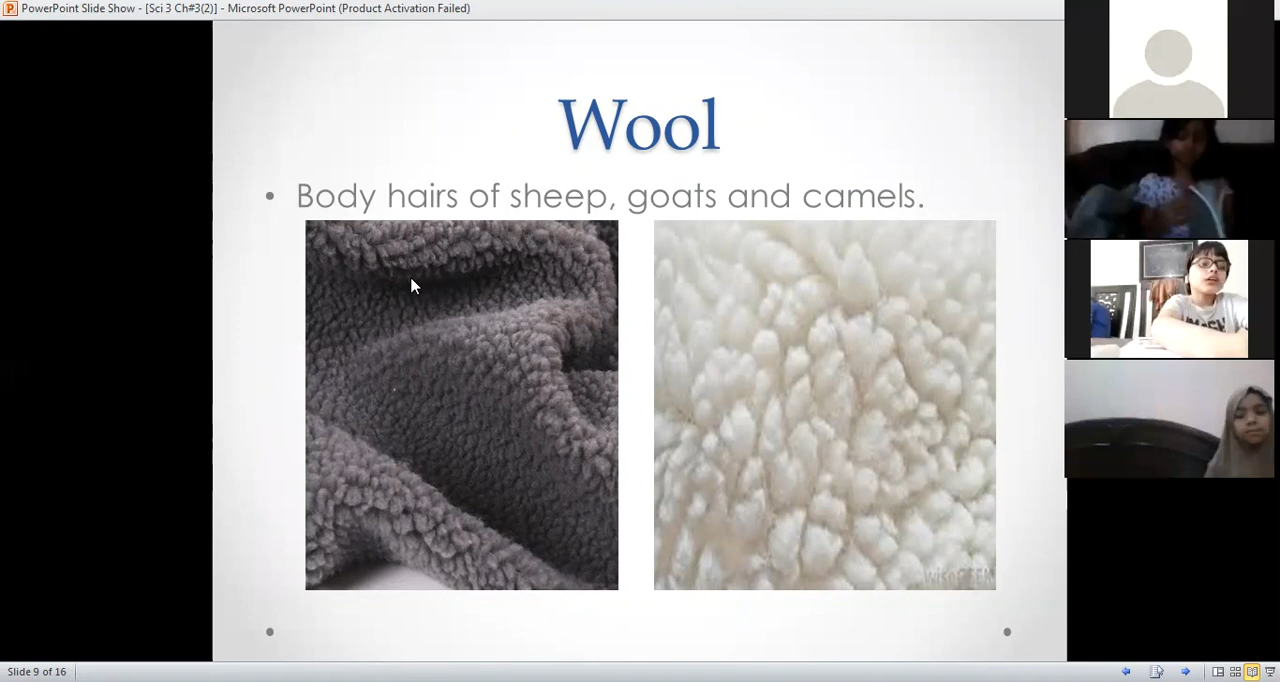 PowerPoint Slide Show - [Sci 3 Ch#3(2)] - Microsoft PowerPoint (Product Activation Failed)
Wool
• Body hairs of sheep, goats and camels.
wiseGEEK
Slide 9 of 16